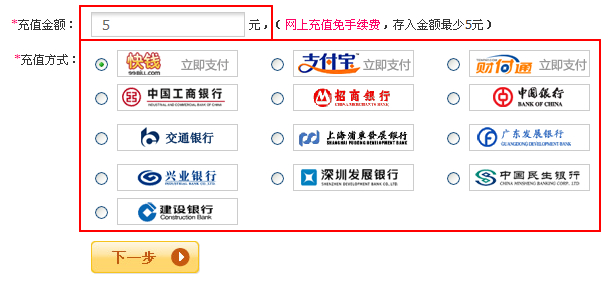 *充值金额： 5 元，（网上充值免手续费，存入金额最少5元）
*充值方式：
快钱 99BILL.COM 立即支付 支付宝 立即支付 财付通 立即支付
中国工商银行 INDUSTRIAL AND COMMERCIAL BANK OF CHINA 招商银行 CHINA MERCHANTS BANK 中国银行 BANK OF CHINA
交通银行 上海浦东发展银行 SHANGHAI PUDONG DEVELOPMENT BANK 广东发展银行 GUANGDONG DEVELOPMENT BANK
兴业银行 INDUSTRIAL BANK CO.,LTD. 深圳发展银行 SHENZHEN DEVELOPMENT BANK CO., LTD. 中国民生银行 CHINA MINSHENG BANKING CORP., LTD.
建设银行 Construction Bank
下一步